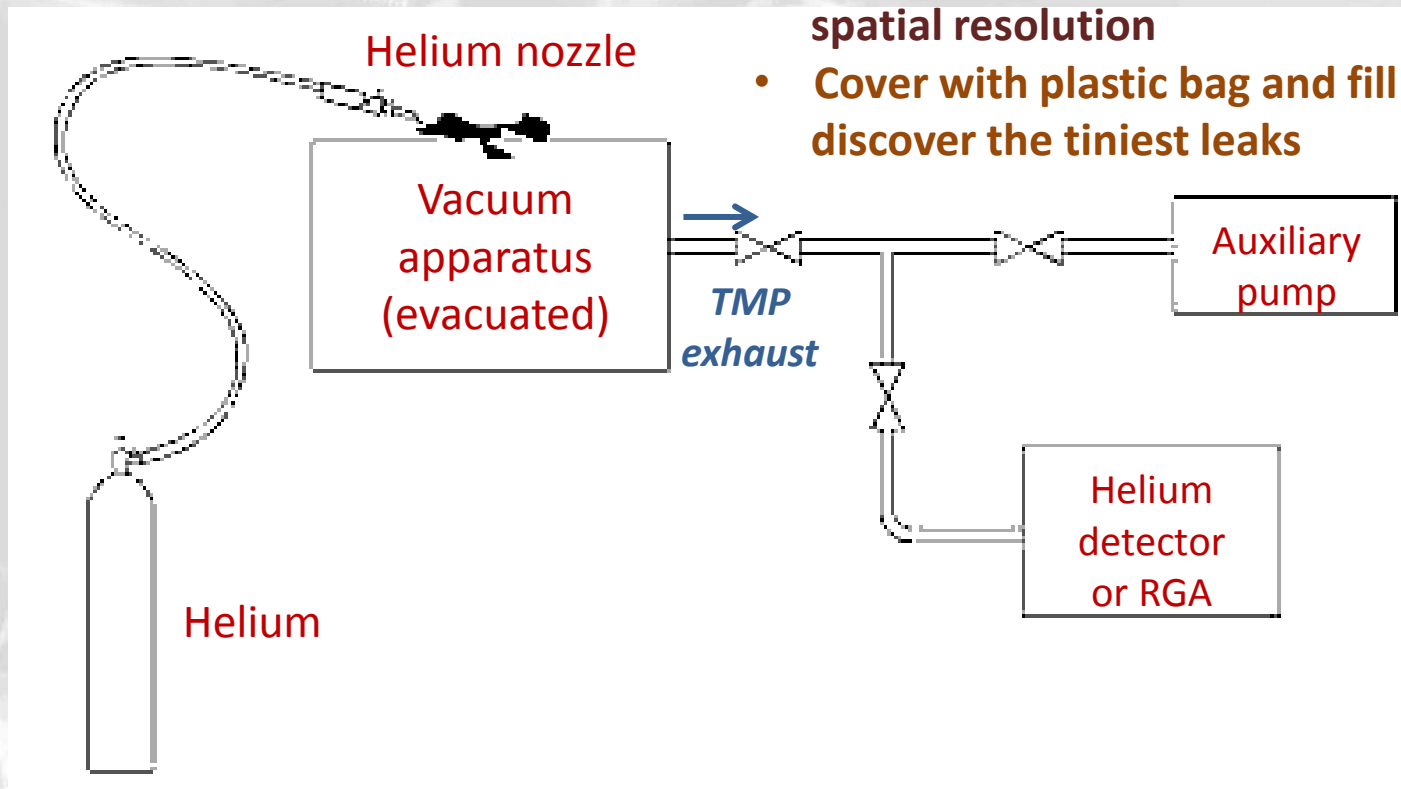 spatial resolution
• Cover with plastic bag and fill
discover the tiniest leaks
Helium nozzle
Vacuum
apparatus
(evacuated)
TMP
exhaust
Auxiliary
pump
Helium
detector
or RGA
Helium